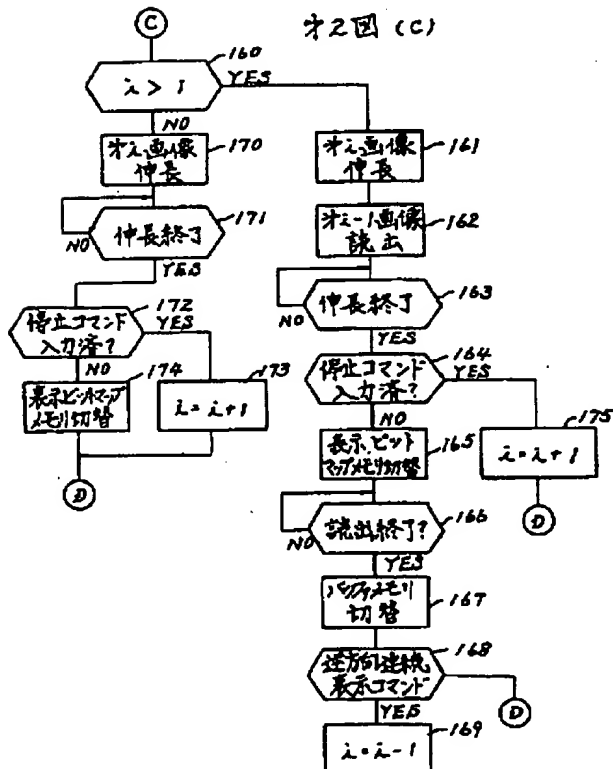 C
第2図 (C)
160
i > 1
YES
NO
第i画像
伸長
170
伸長終了
171
NO
YES
停止コマンド
入力済?
172
YES
NO
174
表示ビットマップ
メモリ切替
173
i = i+1
D
第i画像
伸長
161
第i-1画像
読出
162
伸長終了
163
NO
YES
停止コマンド
入力済?
164
YES
NO
表示ビット
マップメモリ切替
165
175
i = i+1
D
読出終了?
166
NO
YES
バッファメモリ
切替
167
逆方向連続
表示コマンド
168
D
YES
169
i = i-1